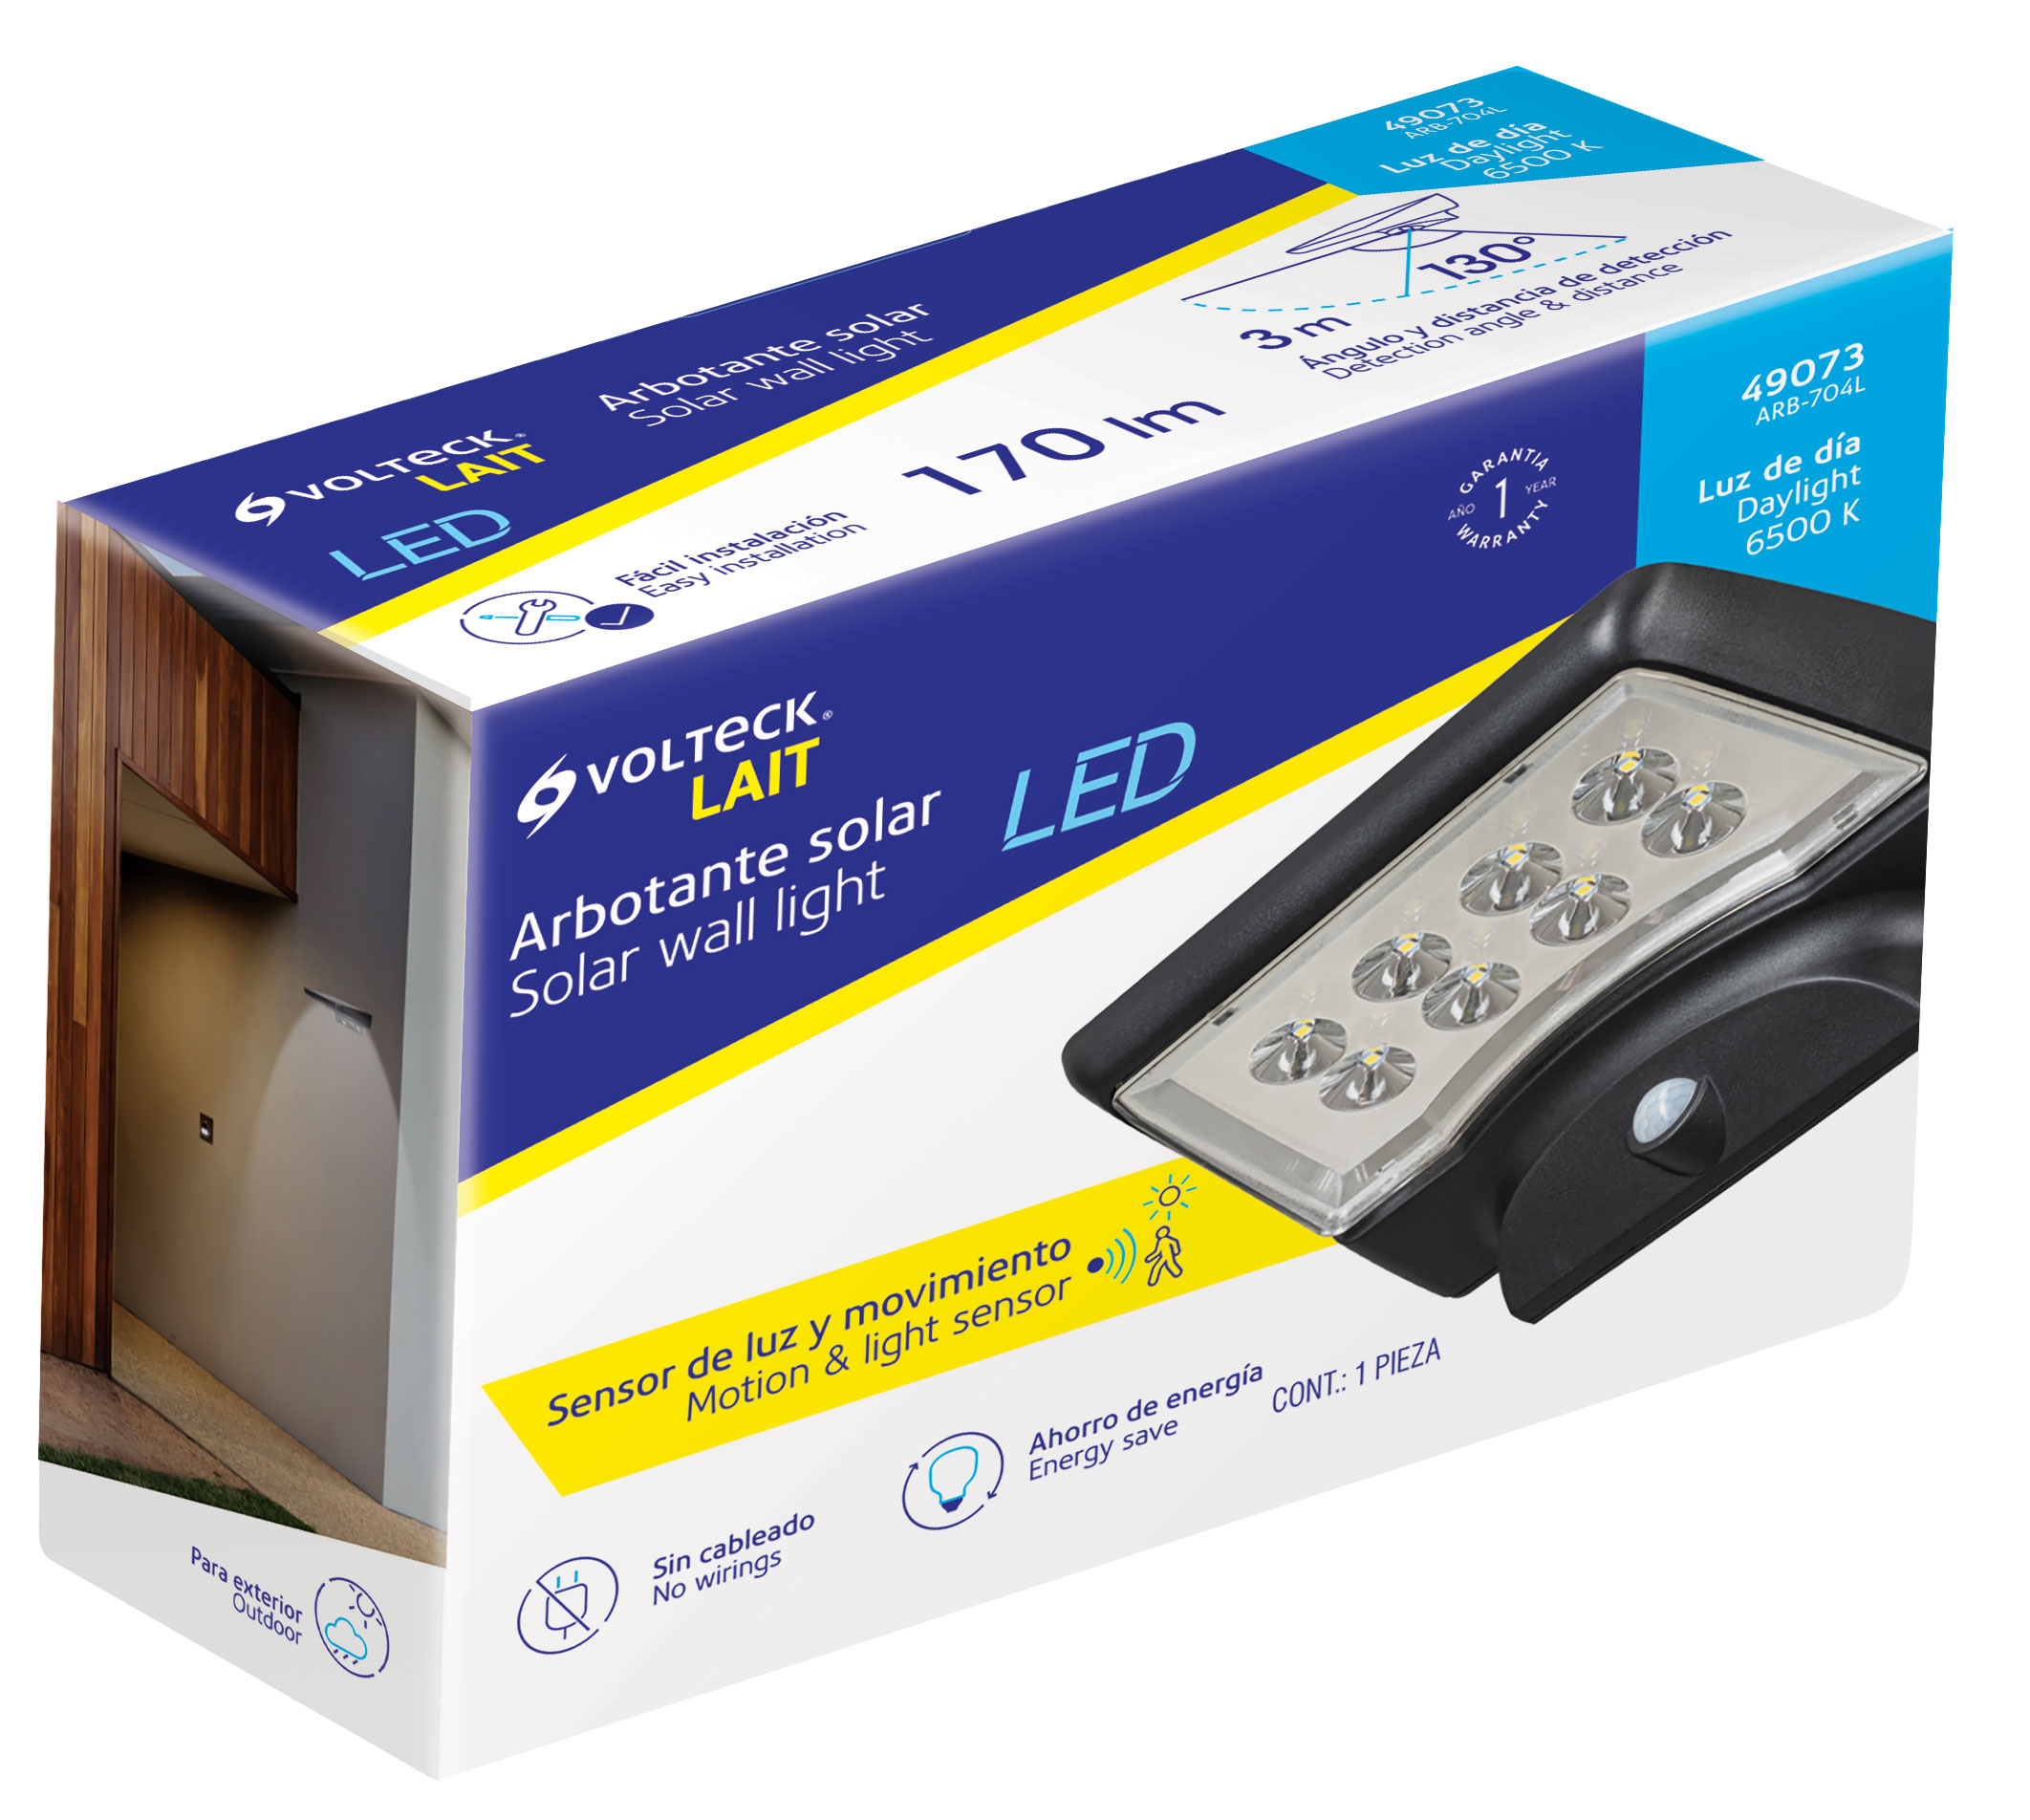 49073
ARB-704L
Luz de día
Daylight
6500 K
130°
3 m
Ángulo y distancia de detección
Detection angle & distance
Arbotante solar
Solar wall light
VOLTECK®
LAIT
LED
170 lm
Fácil instalación
Easy installation
49073
ARB-704L
Luz de día
Daylight
6500 K
GARANTIA
AÑO 1 YEAR
WARRANTY
VOLTECK®
LAIT
LED
Arbotante solar
Solar wall light
Sensor de luz y movimiento
Motion & light sensor
Sin cableado
No wirings
Ahorro de energía
Energy save
CONT.: 1 PIEZA
Para exterior
Outdoor